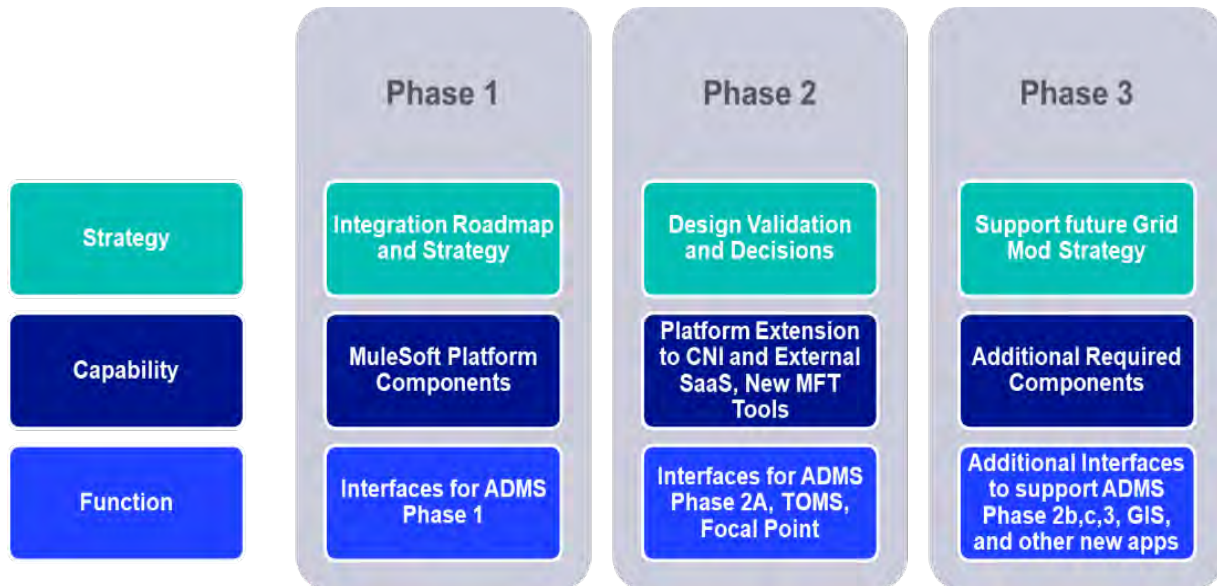 Phase 1
Phase 2
Phase 3
Strategy
Integration Roadmap
and Strategy
Design Validation
and Decisions
Support future Grid
Mod Strategy
Capability
MuleSoft Platform
Components
Platform Extension
to CNI and External
SaaS, New MFT
Tools
Additional Required
Components
Function
Interfaces for ADMS
Phase 1
Interfaces for ADMS
Phase 2A, TOMS,
Focal Point
Additional Interfaces
to support ADMS
Phase 2b,c,3, GIS,
and other new apps